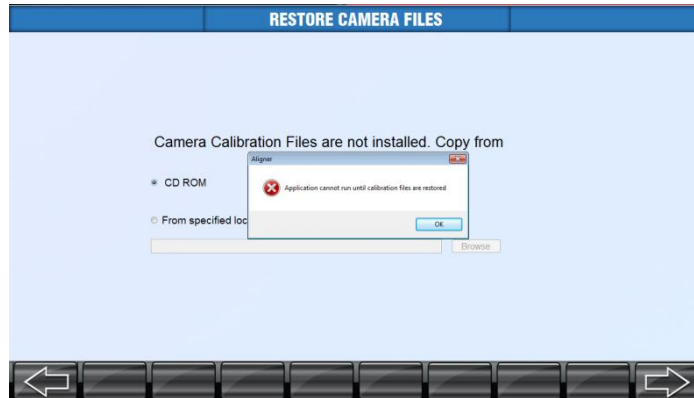 RESTORE CAMERA FILES
Camera Calibration Files are not installed. Copy from
Aligner
CD ROM
Application cannot run until calibration files are restored
From specified loc
OK
Browse